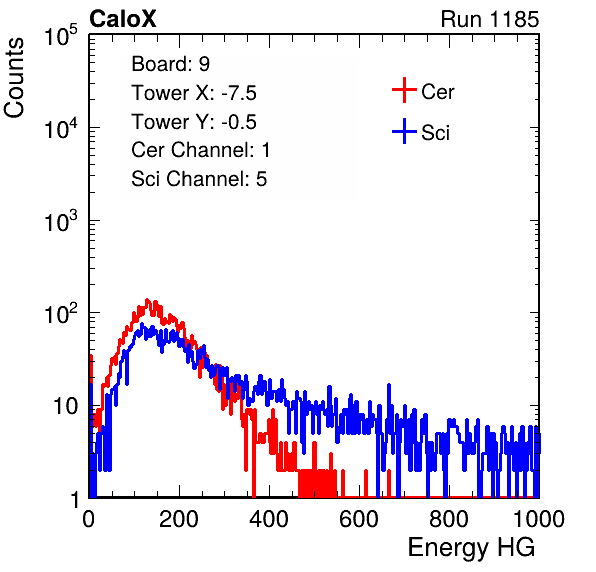 CaloX Run 1185
Counts
Board: 9
Tower X: -7.5
Tower Y: -0.5
Cer Channel: 1
Sci Channel: 5
Cer
Sci
10^5
10^4
10^3
10^2
10
1
0 200 400 600 800 1000
Energy HG